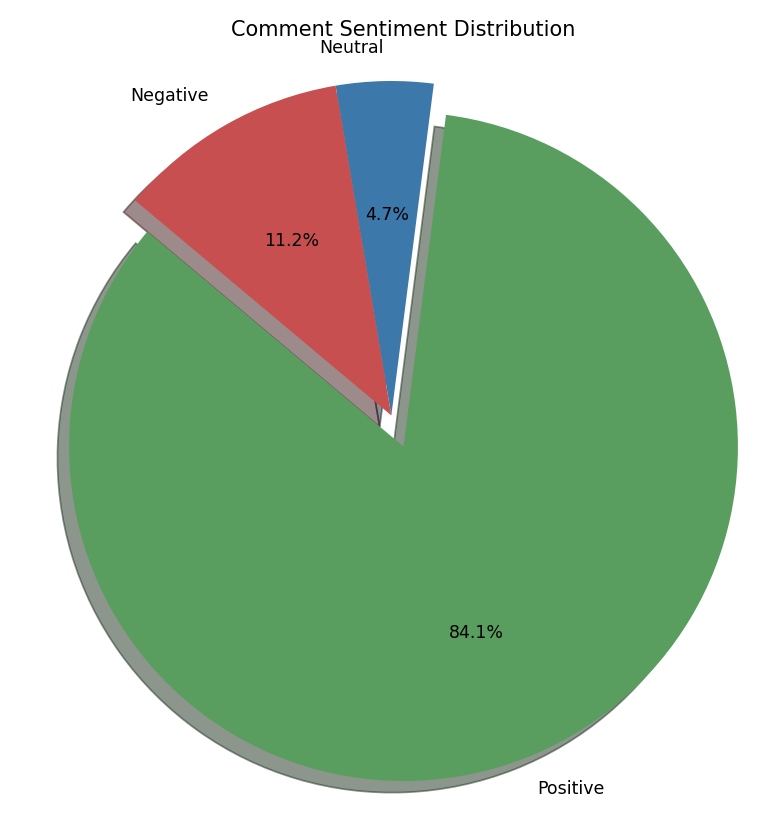 Comment Sentiment Distribution
Neutral
Negative
4.7%
11.2%
84.1%
Positive